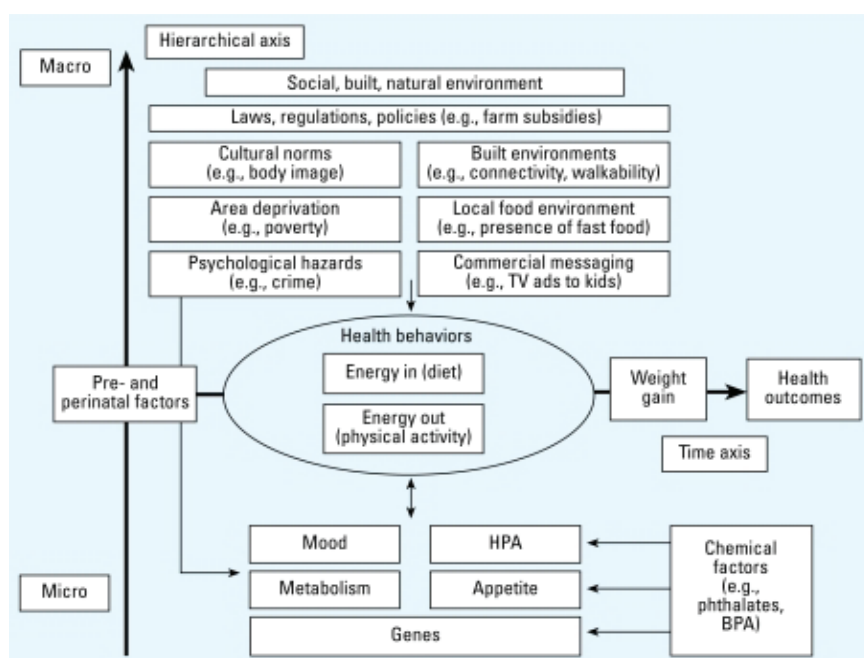 Hierarchical axis
Macro
Social, built, natural environment
Laws, regulations, policies (e.g., farm subsidies)
Cultural norms
(e.g., body image)
Built environments
(e.g., connectivity, walkability)
Area deprivation
(e.g., poverty)
Local food environment
(e.g., presence of fast food)
Psychological hazards
(e.g., crime)
Commercial messaging
(e.g., TV ads to kids)
Health behaviors
Energy in (diet)
Energy out
(physical activity)
Pre- and
perinatal factors
Weight
gain
Health
outcomes
Time axis
Mood
HPA
Metabolism
Appetite
Genes
Chemical
factors
(e.g.,
phthalates,
BPA)
Micro